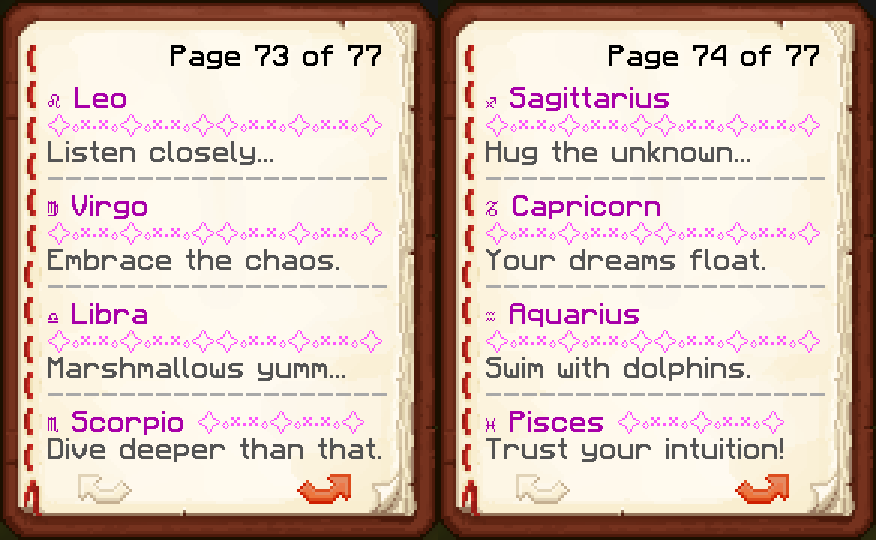 Page 73 of 77
♌ Leo
✧∘××∘✧∘××∘✧✧∘××∘✧∘××∘✧
Listen closely...
♍ Virgo
✧∘××∘✧∘××∘✧✧∘××∘✧∘××∘✧
Embrace the chaos.
♎ Libra
✧∘××∘✧∘××∘✧✧∘××∘✧∘××∘✧
Marshmallows yumm...
♏ Scorpio ✧∘××∘✧∘××∘✧
Dive deeper than that.
Page 74 of 77
♐ Sagittarius
✧∘××∘✧∘××∘✧✧∘××∘✧∘××∘✧
Hug the unknown...
♑ Capricorn
✧∘××∘✧∘××∘✧✧∘××∘✧∘××∘✧
Your dreams float.
♒ Aquarius
✧∘××∘✧∘××∘✧✧∘××∘✧∘××∘✧
Swim with dolphins.
♓ Pisces ✧∘××∘✧∘××∘✧
Trust your intuition!